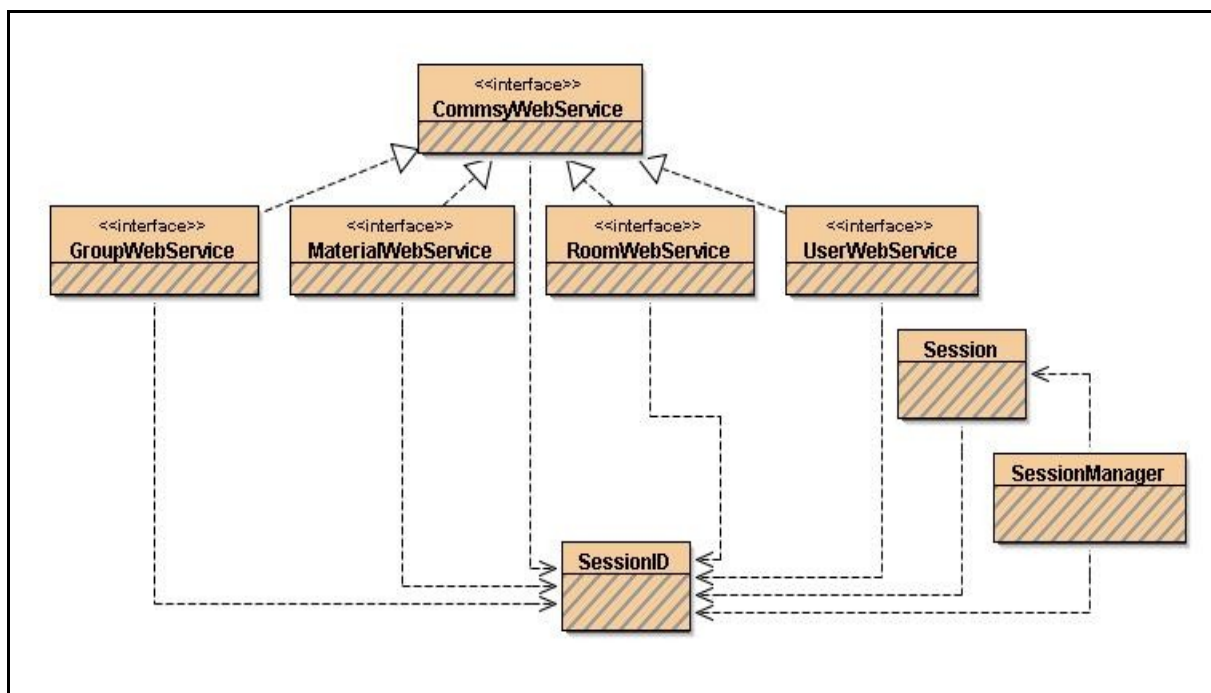 <<interface>>
CommsyWebService
<<interface>>
GroupWebService
<<interface>>
MaterialWebService
<<interface>>
RoomWebService
<<interface>>
UserWebService
Session
SessionManager
SessionID